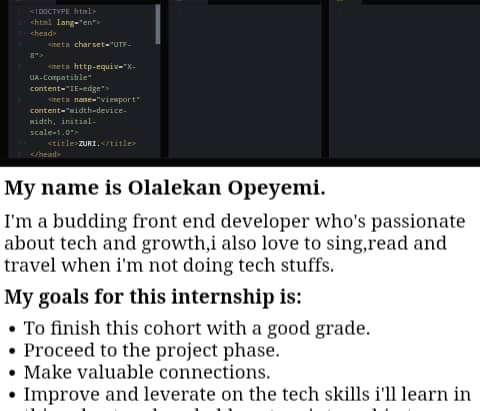 <!DOCTYPE html>
<html lang="en">
<head>
<meta charset="UTF-
8">
<meta http-equiv="X-
UA-Compatible"
content="IE=edge">
<meta name="viewport"
content="width=device-
width, initial-
scale=1.0">
<title>ZURI.</title>
</head>
My name is Olalekan Opeyemi.
I'm a budding front end developer who's passionate
about tech and growth,i also love to sing,read and
travel when i'm not doing tech stuffs.
My goals for this internship is:
• To finish this cohort with a good grade.
• Proceed to the project phase.
• Make valuable connections.
• Improve and leverate on the tech skills i'll learn in